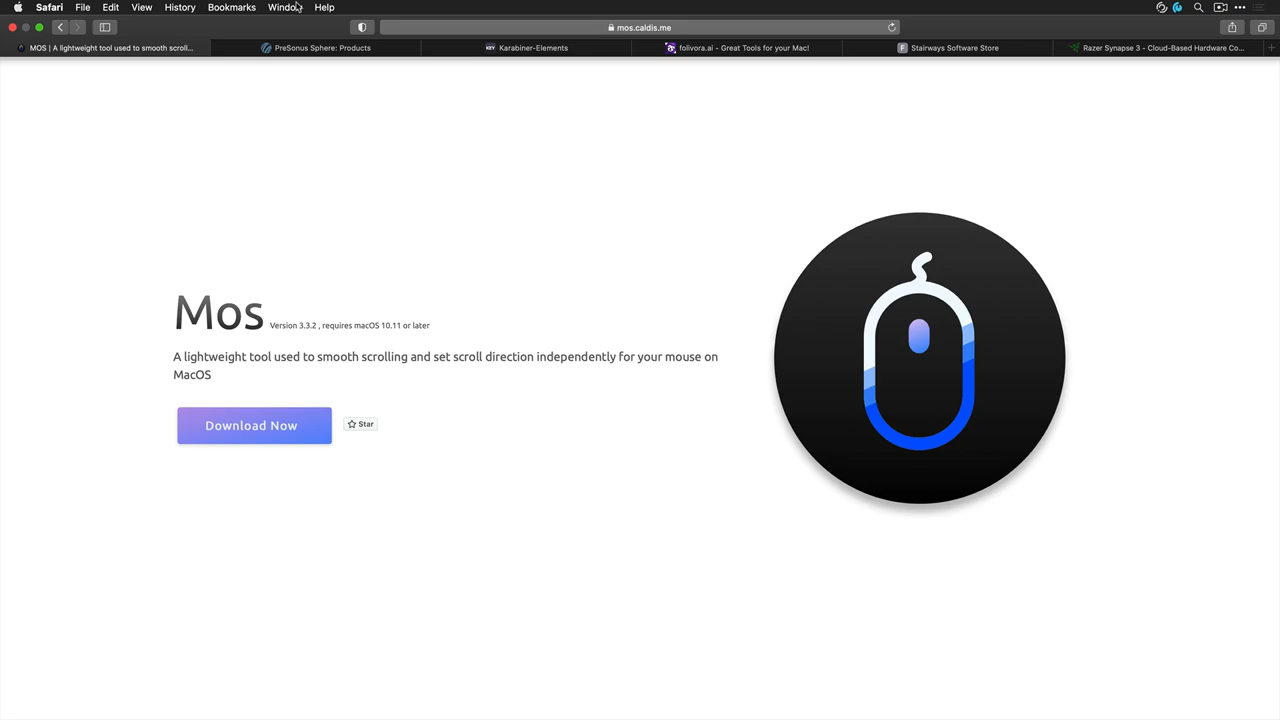 Safari File Edit View History Bookmarks Window Help
mos.caldis.me
MOS | A lightweight tool used to smooth scroll... PreSonus Sphere: Products KEY Karabiner-Elements folivora.ai - Great Tools for your Mac! F Stairways Software Store Razer Synapse 3 - Cloud-Based Hardware Co...
Mos Version 3.3.2 , requires macOS 10.11 or later
A lightweight tool used to smooth scrolling and set scroll direction independently for your mouse on
MacOS
Download Now Star